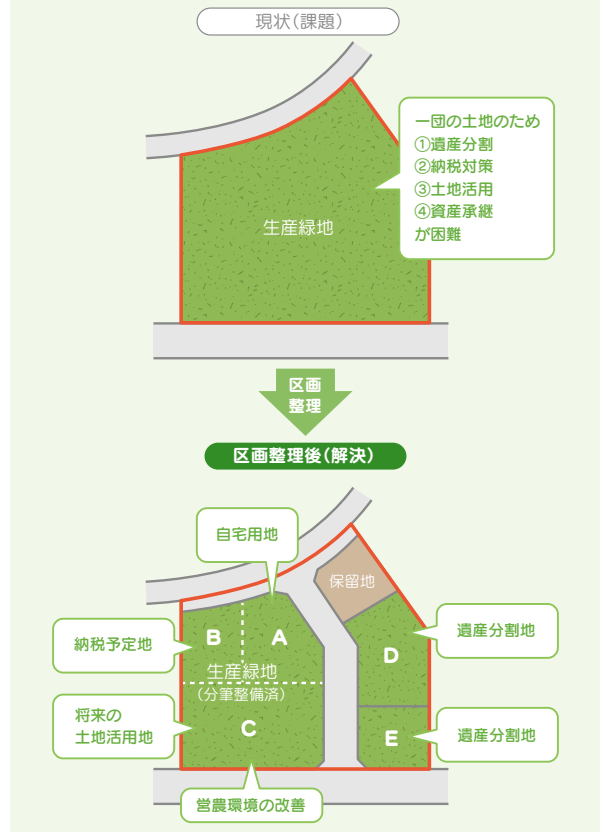 現状(課題)
一団の土地のため
①遺産分割
②納税対策
③土地活用
④資産承継
が困難
生産緑地
区画
整理
区画整理後(解決)
自宅用地
保留地
納税予定地
B
A
遺産分割地
D
生産緑地
(分筆整備済)
将来の
土地活用地
C
E
遺産分割地
営農環境の改善